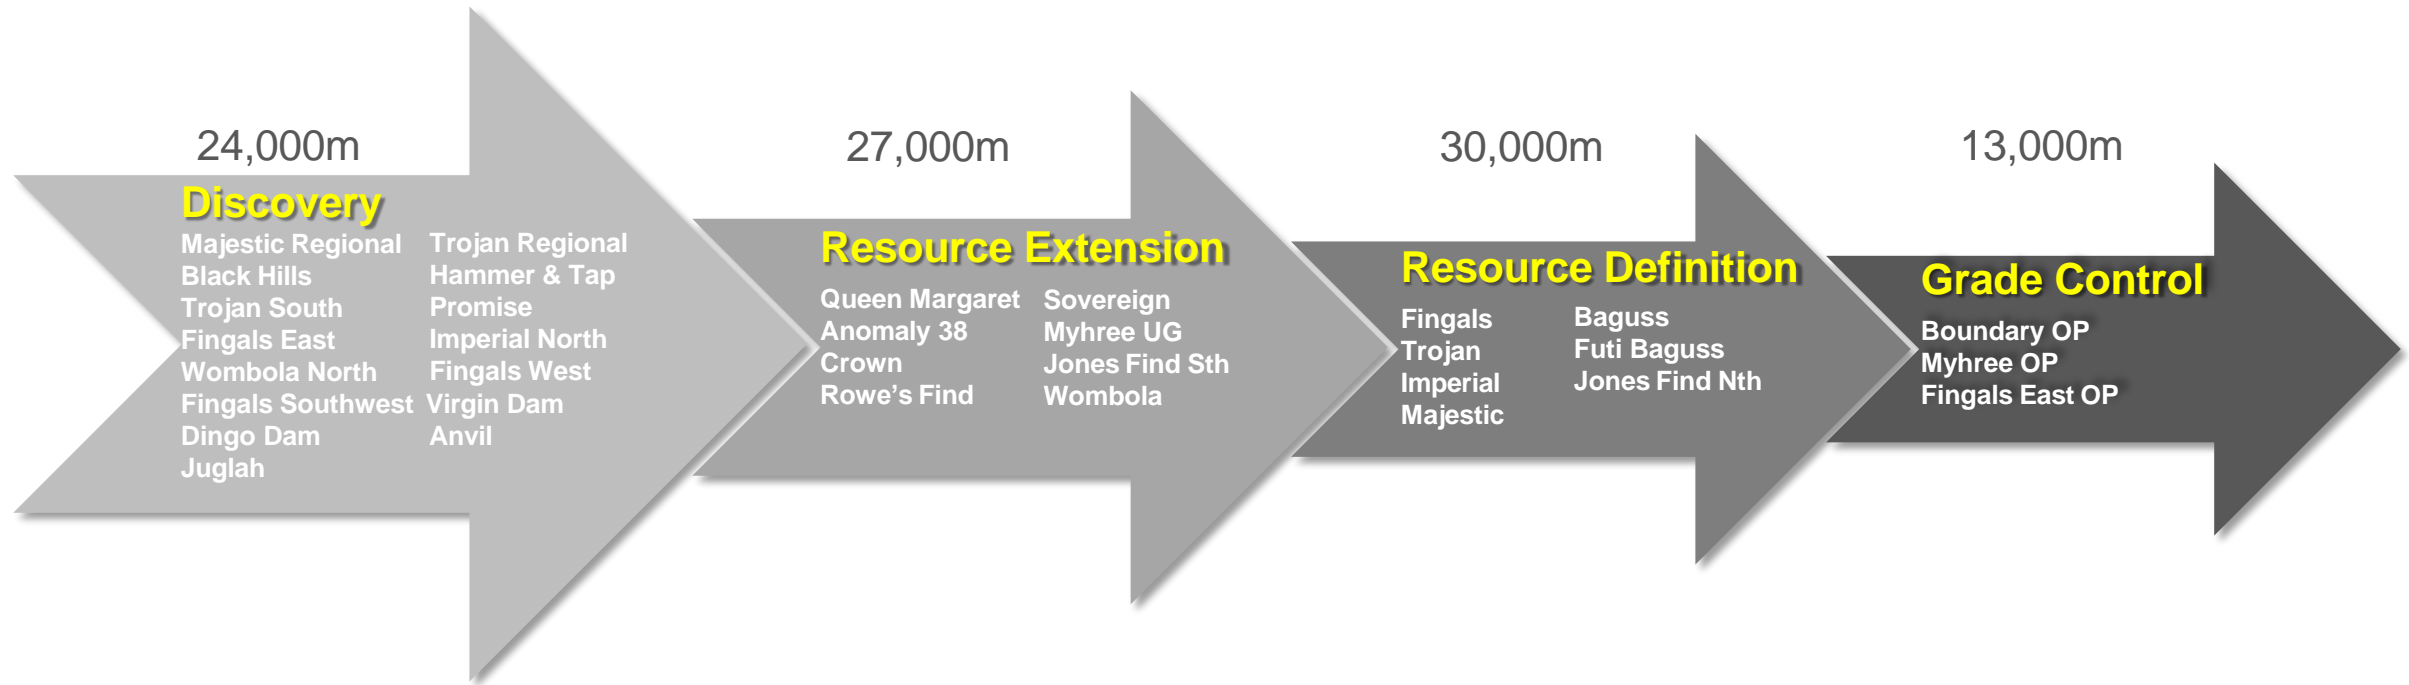 24,000m
Discovery
Majestic Regional
Black Hills
Trojan South
Fingals East
Wombola North
Fingals Southwest
Dingo Dam
Juglah
Trojan Regional
Hammer & Tap
Promise
Imperial North
Fingals West
Virgin Dam
Anvil
27,000m
Resource Extension
Queen Margaret
Anomaly 38
Crown
Rowe’s Find
Sovereign
Myhree UG
Jones Find Sth
Wombola
30,000m
Resource Definition
Fingals
Trojan
Imperial
Majestic
Baguss
Futi Baguss
Jones Find Nth
13,000m
Grade Control
Boundary OP
Myhree OP
Fingals East OP